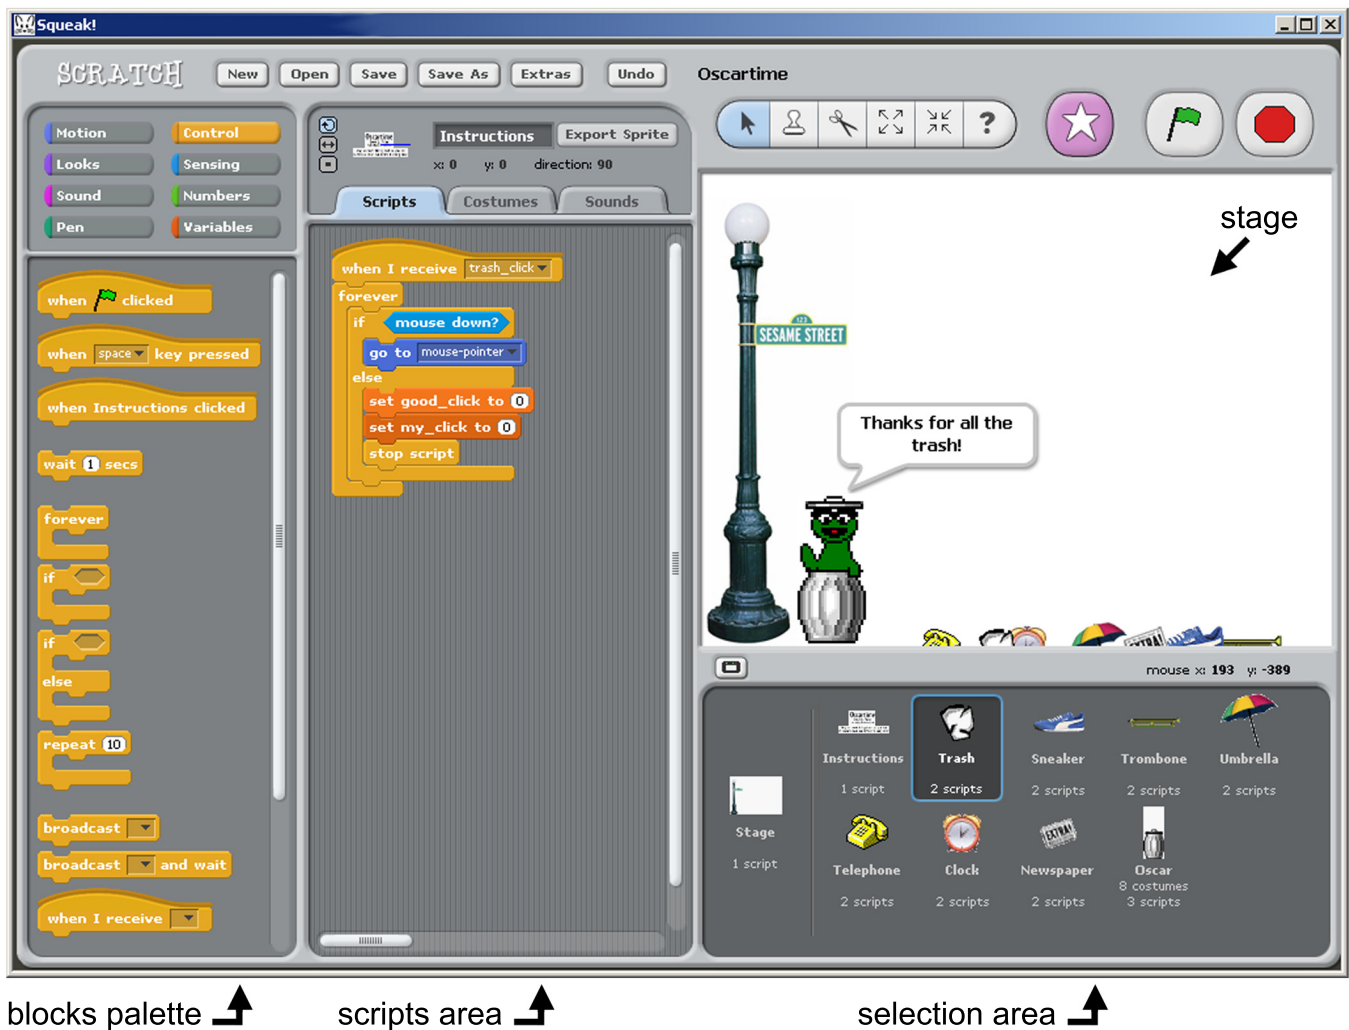 Squeak!
SCRATCH
New Open Save Save As Extras Undo Oscartime
Motion Control
Looks Sensing
Sound Numbers
Pen Variables
when clicked
when space key pressed
when Instructions clicked
wait 1 secs
forever
if
if
else
repeat 10
broadcast
broadcast and wait
when I receive
Oscartime
Instructions Export Sprite
x: 0 y: 0 direction: 90
Scripts Costumes Sounds
when I receive trash_click
forever
if mouse down?
go to mouse-pointer
else
set good_click to 0
set my_click to 0
stop script
?
stage
123
SESAME STREET
Thanks for all the
trash!
EXTRA!
mouse x: 193 y: -389
Stage
1 script
Oscartime
Instructions
1 script
Trash
2 scripts
Sneaker
2 scripts
Trombone
2 scripts
Umbrella
2 scripts
Telephone
2 scripts
Clock
2 scripts
EXTRA!
Newspaper
2 scripts
Oscar
8 costumes
3 scripts
blocks palette
scripts area
selection area